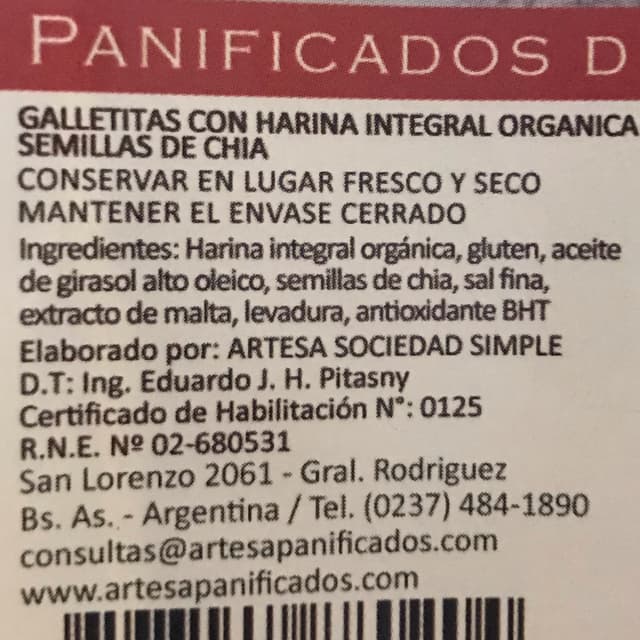 PANIFICADOS D
GALLETITAS CON HARINA INTEGRAL ORGANICA
SEMILLAS DE CHIA
CONSERVAR EN LUGAR FRESCO Y SECO
MANTENER EL ENVASE CERRADO
Ingredientes: Harina integral orgánica, gluten, aceite
de girasol alto oleico, semillas de chia, sal fina,
extracto de malta, levadura, antioxidante BHT
Elaborado por: ARTESA SOCIEDAD SIMPLE
D.T: Ing. Eduardo J. H. Pitasny
Certificado de Habilitación N°: 0125
R.N.E. Nº 02-680531
San Lorenzo 2061 - Gral. Rodriguez
Bs. As. - Argentina / Tel. (0237) 484-1890
consultas@artesapanificados.com
www.artesapanificados.com